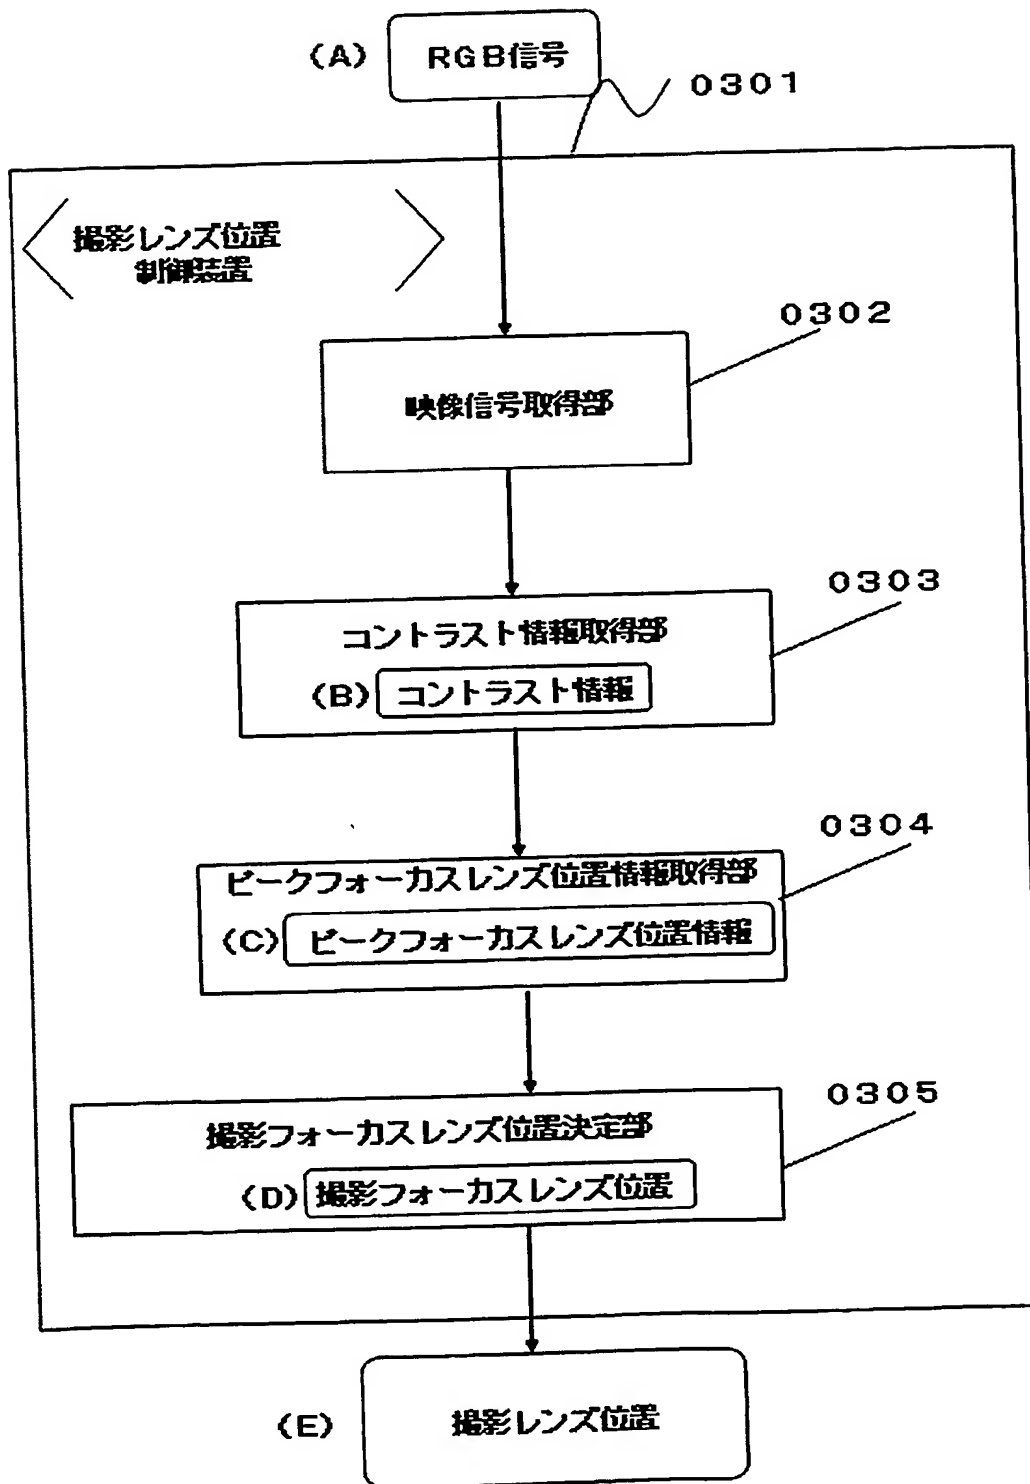 (A)
RGB信号
0301
撮影レンズ位置
制御装置
0302
映像信号取得部
0303
コントラスト情報取得部
(B) コントラスト情報
0304
ピークフォーカスレンズ位置情報取得部
(C) ピークフォーカスレンズ位置情報
0305
撮影フォーカスレンズ位置決定部
(D) 撮影フォーカスレンズ位置
(E)
撮影レンズ位置